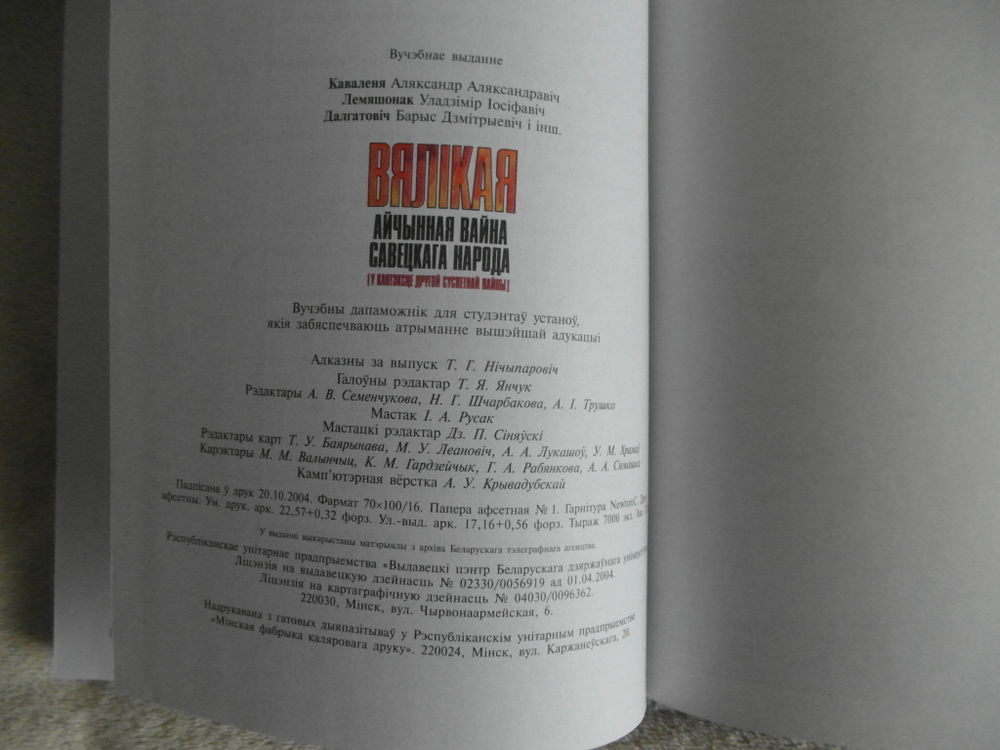 Вучэбнае выданне
Каваленя Аляксандр Аляксандравіч
Лемяшонак Уладзімір Іосіфавіч
Далгатовіч Барыс Дзмітрыевіч і інш.
ВЯЛІКАЯ
АЙЧЫННАЯ ВАЙНА
САВЕЦКАГА НАРОДА
(У КАНТЭКСЦЕ ДРУГОЙ СУСВЕТНАЙ ВАЙНЫ)
Вучэбны дапаможнік для студэнтаў устаноў,
якія забяспечваюць атрыманне вышэйшай адукацыі
Адказны за выпуск Т. Г. Нічыпаровіч
Галоўны рэдактар Т. Я. Янчук
Рэдактары А. В. Семенчукова, Н. Г. Шчарбакова, А. І. Трушко
Мастак І. А. Русак
Мастацкі рэдактар Дз. П. Сіняўскі
Рэдактары карт Т. У. Баярынава, М. У. Леановіч, А. А. Лукашоў, У. М. Храмоў
Карэктары М. М. Валынчыц, К. М. Гардзейчык, Г. А. Рабянкова, А. А. Сямашка
Камп'ютэрная вёрстка А. У. Крывадубскай
Падпісана ў друк 20.10.2004. Фармат 70×100/16. Папера афсетная № 1. Гарнітура NewtonC.
афсетны. Ум. друк. арк. 22,57+0,32 форз. Ул.-выд. арк. 17,16+0,56 форз. Тыраж 7000 экз. Зак.
У выданні выкарыстаны матэрыялы з архіва Беларускага тэлеграфнага агенцтва.
Рэспубліканскае унітарнае прадпрыемства «Выдавецкі цэнтр Беларускага дзяржаўнага
Ліцэнзія на выдавецкую дзейнасць № 02330/0056919 ад 01.04.2004.
Ліцэнзія на картаграфічную дзейнасць № 04030/0096362.
220030, Мінск, вул. Чырвонаармейская, 6.
Надрукавана з гатовых дыяпазітываў у Рэспубліканскім унітарным прадпрыемстве
«Мінская фабрыка каляровага друку». 220024, Мінск, вул. Каржанеўскага, 20.